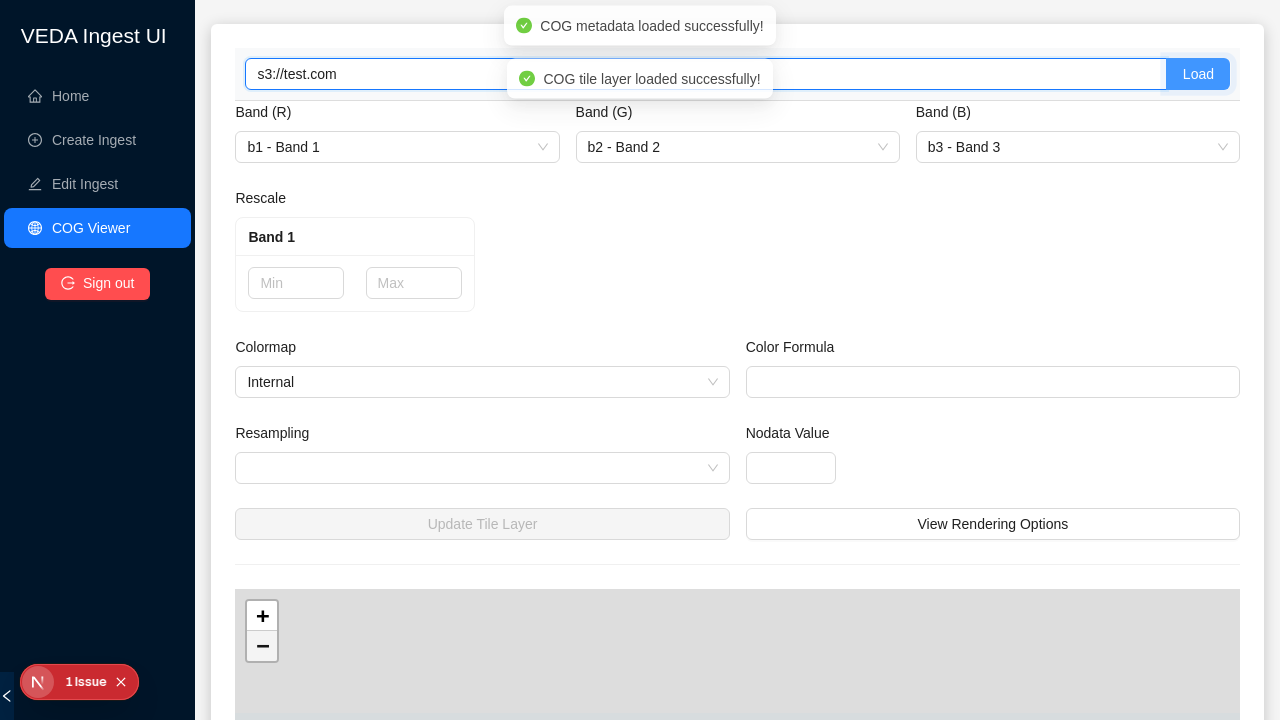 VEDA Ingest UI
Home
Create Ingest
Edit Ingest
COG Viewer
Sign out
1 Issue
COG metadata loaded successfully!
COG tile layer loaded successfully!
s3://test.com
Load
Band (R)
Band (G)
Band (B)
b1 - Band 1
b2 - Band 2
b3 - Band 3
Rescale
Band 1
Min
Max
Colormap
Color Formula
Internal
Resampling
Nodata Value
Update Tile Layer
View Rendering Options
+
−